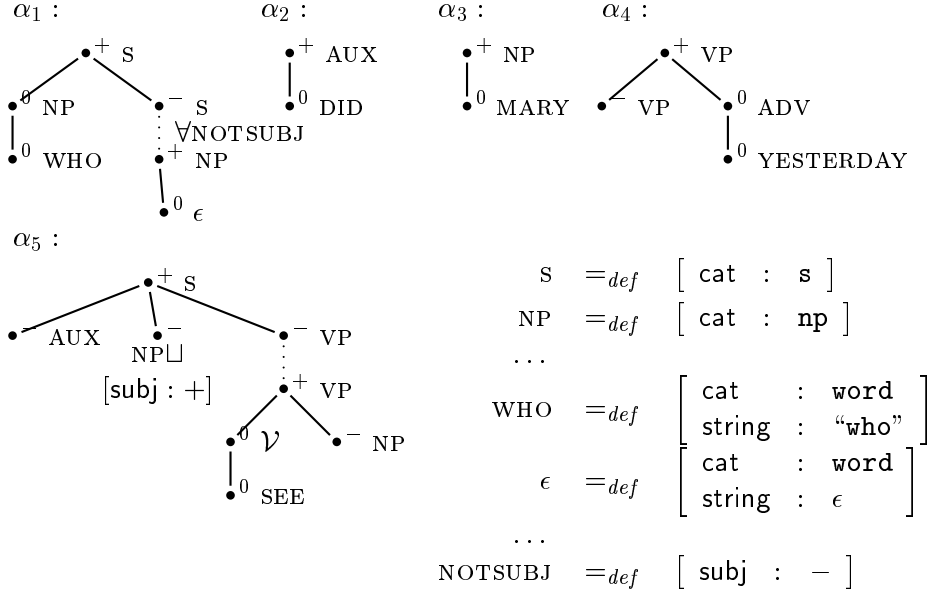 α₁ : α₂ : α₃ : α₄ :
+ S + AUX + NP + VP
0 NP − S 0 DID 0 MARY − VP 0 ADV
∀NOTSUBJ
0 WHO + NP 0 YESTERDAY
0 ϵ
α₅ :
+ S
− AUX − NP⊔ − VP
[subj : +]
+ VP
0 𝒱 − NP
0 SEE
S =def [ cat : s ]
NP =def [ cat : np ]
...
WHO =def [ cat : word
string : “who” ]
ϵ =def [ cat : word
string : ϵ ]
...
NOTSUBJ =def [ subj : − ]